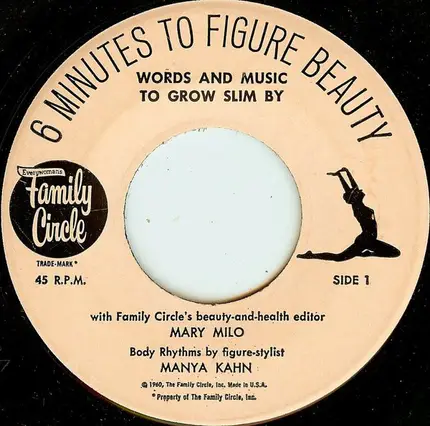 6 MINUTES TO FIGURE BEAUTY
WORDS AND MUSIC
TO GROW SLIM BY
Everywomans
Family
Circle
TRADE-MARK*
45 R.P.M.
SIDE 1
with Family Circle's beauty-and-health editor
MARY MILO
Body Rhythms by figure-stylist
MANYA KAHN
© 1960, The Family Circle, Inc. Made in U.S.A.
* Property of The Family Circle, Inc.